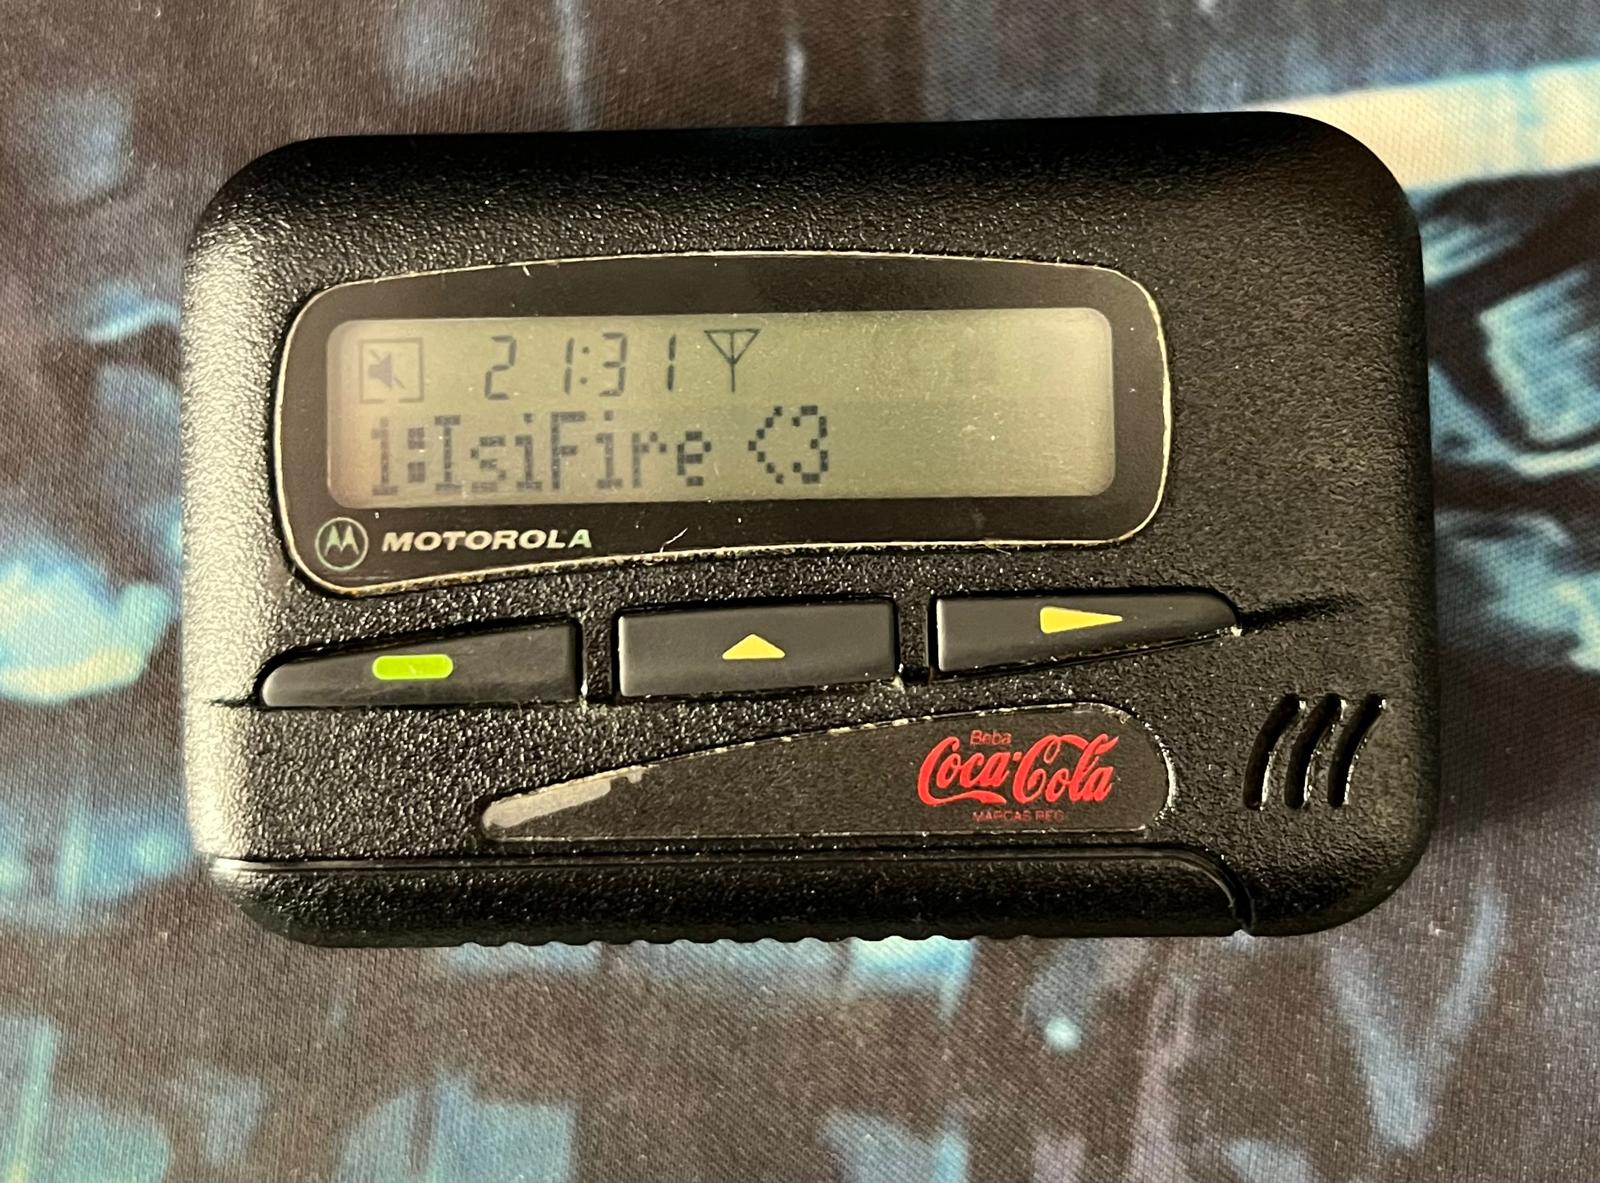 21:31
1:IsiFire <3
MOTOROLA
Beba
Coca-Cola
MARCAS REG.